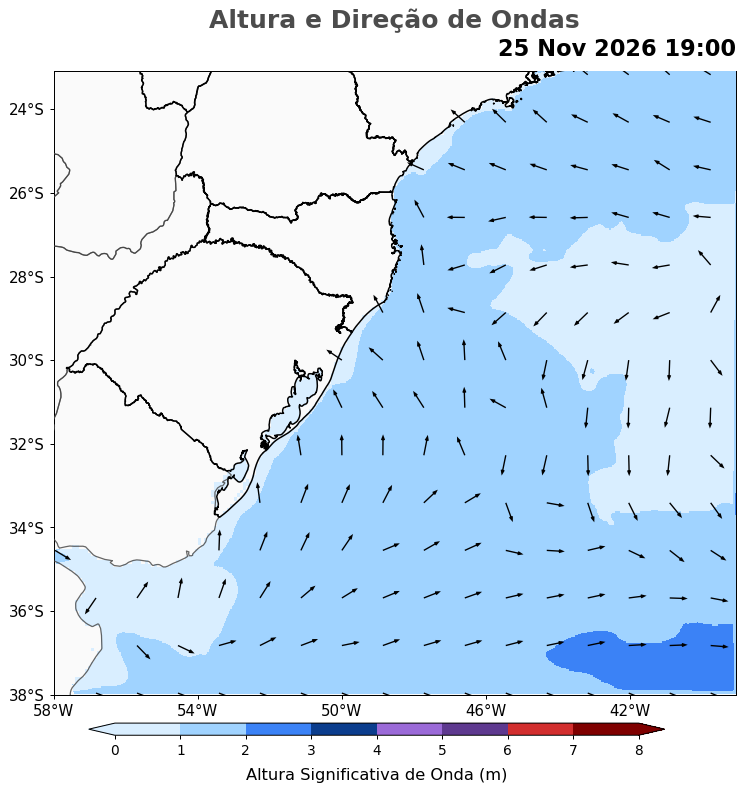 Altura e Direção de Ondas
25 Nov 2026 19:00
24°S
26°S
28°S
30°S
32°S
34°S
36°S
38°S
58°W 54°W 50°W 46°W 42°W
0 1 2 3 4 5 6 7 8
Altura Significativa de Onda (m)